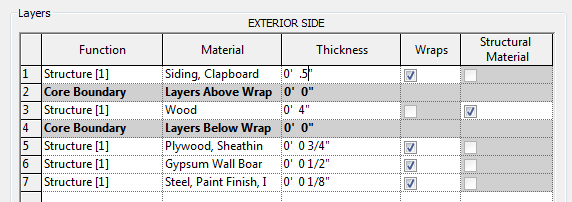 Layers
EXTERIOR SIDE
Function Material Thickness Wraps Structural Material
1 Structure [1] Siding, Clapboard 0' .5"
2 Core Boundary Layers Above Wrap 0' 0"
3 Structure [1] Wood 0' 4"
4 Core Boundary Layers Below Wrap 0' 0"
5 Structure [1] Plywood, Sheathin 0' 0 3/4"
6 Structure [1] Gypsum Wall Boar 0' 0 1/2"
7 Structure [1] Steel, Paint Finish, I 0' 0 1/8"